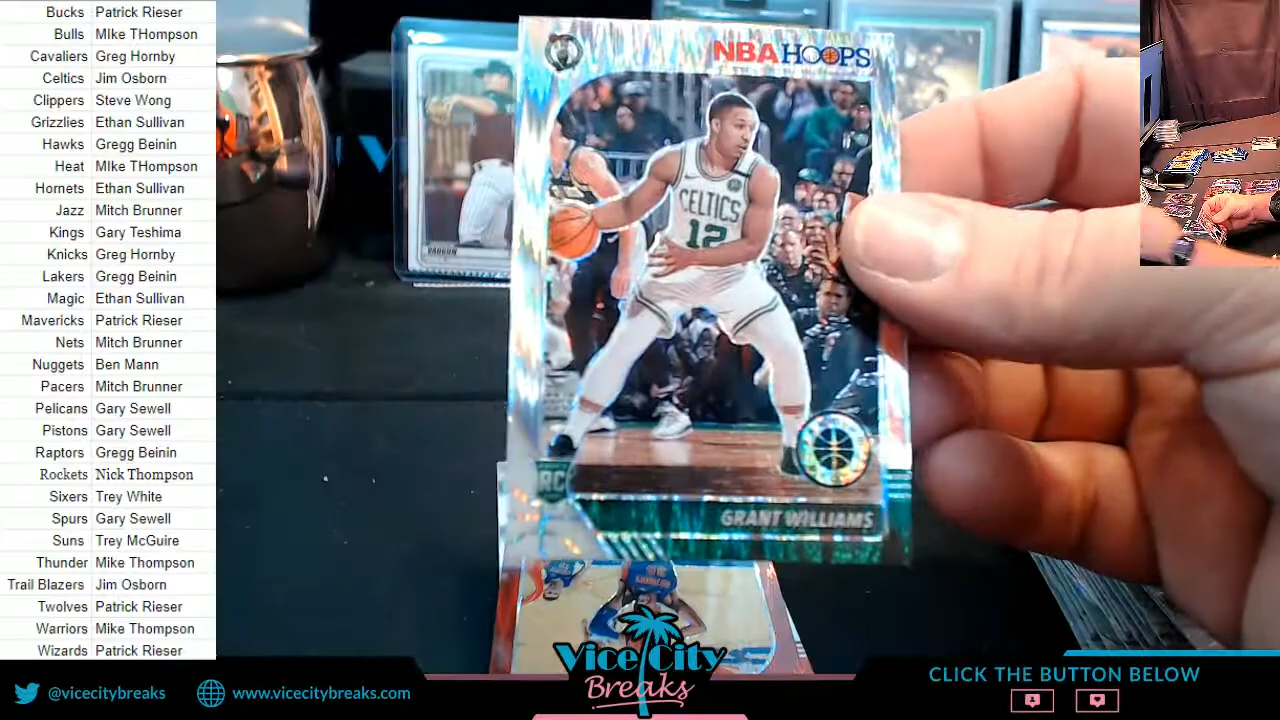 Bucks Patrick Rieser
Bulls MIke THompson
Cavaliers Greg Hornby
Celtics Jim Osborn
Clippers Steve Wong
Grizzlies Ethan Sullivan
Hawks Gregg Beinin
Heat MIke THompson
Hornets Ethan Sullivan
Jazz Mitch Brunner
Kings Gary Teshima
Knicks Greg Hornby
Lakers Gregg Beinin
Magic Ethan Sullivan
Mavericks Patrick Rieser
Nets Mitch Brunner
Nuggets Ben Mann
Pacers Mitch Brunner
Pelicans Gary Sewell
Pistons Gary Sewell
Raptors Gregg Beinin
Rockets Nick Thompson
Sixers Trey White
Spurs Gary Sewell
Suns Trey McGuire
Thunder Mike Thompson
Trail Blazers Jim Osborn
Twolves Patrick Rieser
Warriors Mike Thompson
Wizards Patrick Rieser
NBA HOOPS
CELTICS
12
RC
GRANT WILLIAMS
VAUGHN
V
Vice City
Breaks
@vicecitybreaks
www.vicecitybreaks.com
CLICK THE BUTTON BELOW